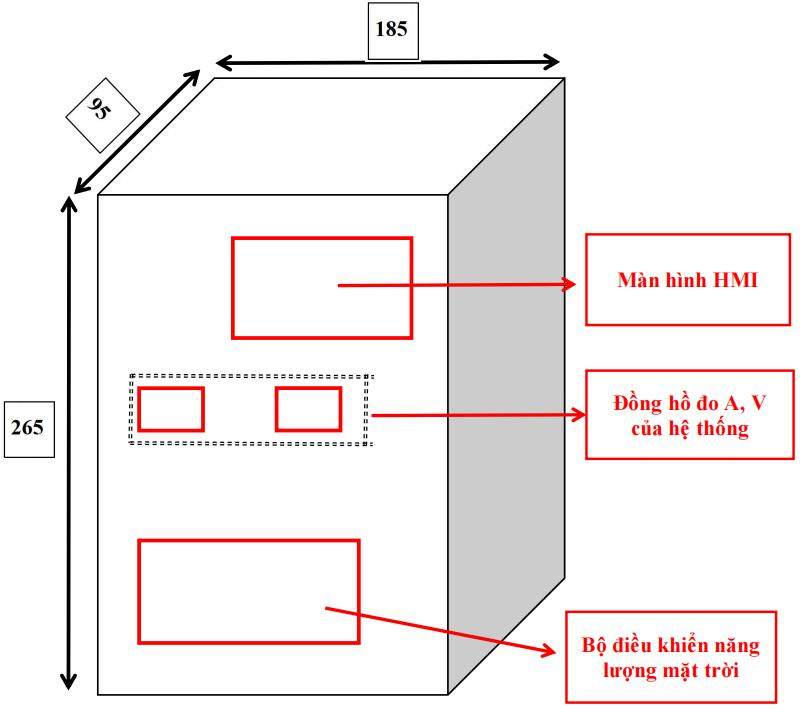 185
95
Màn hình HMI
265
Đồng hồ đo A, V
của hệ thống
Bộ điều khiển năng
lượng mặt trời